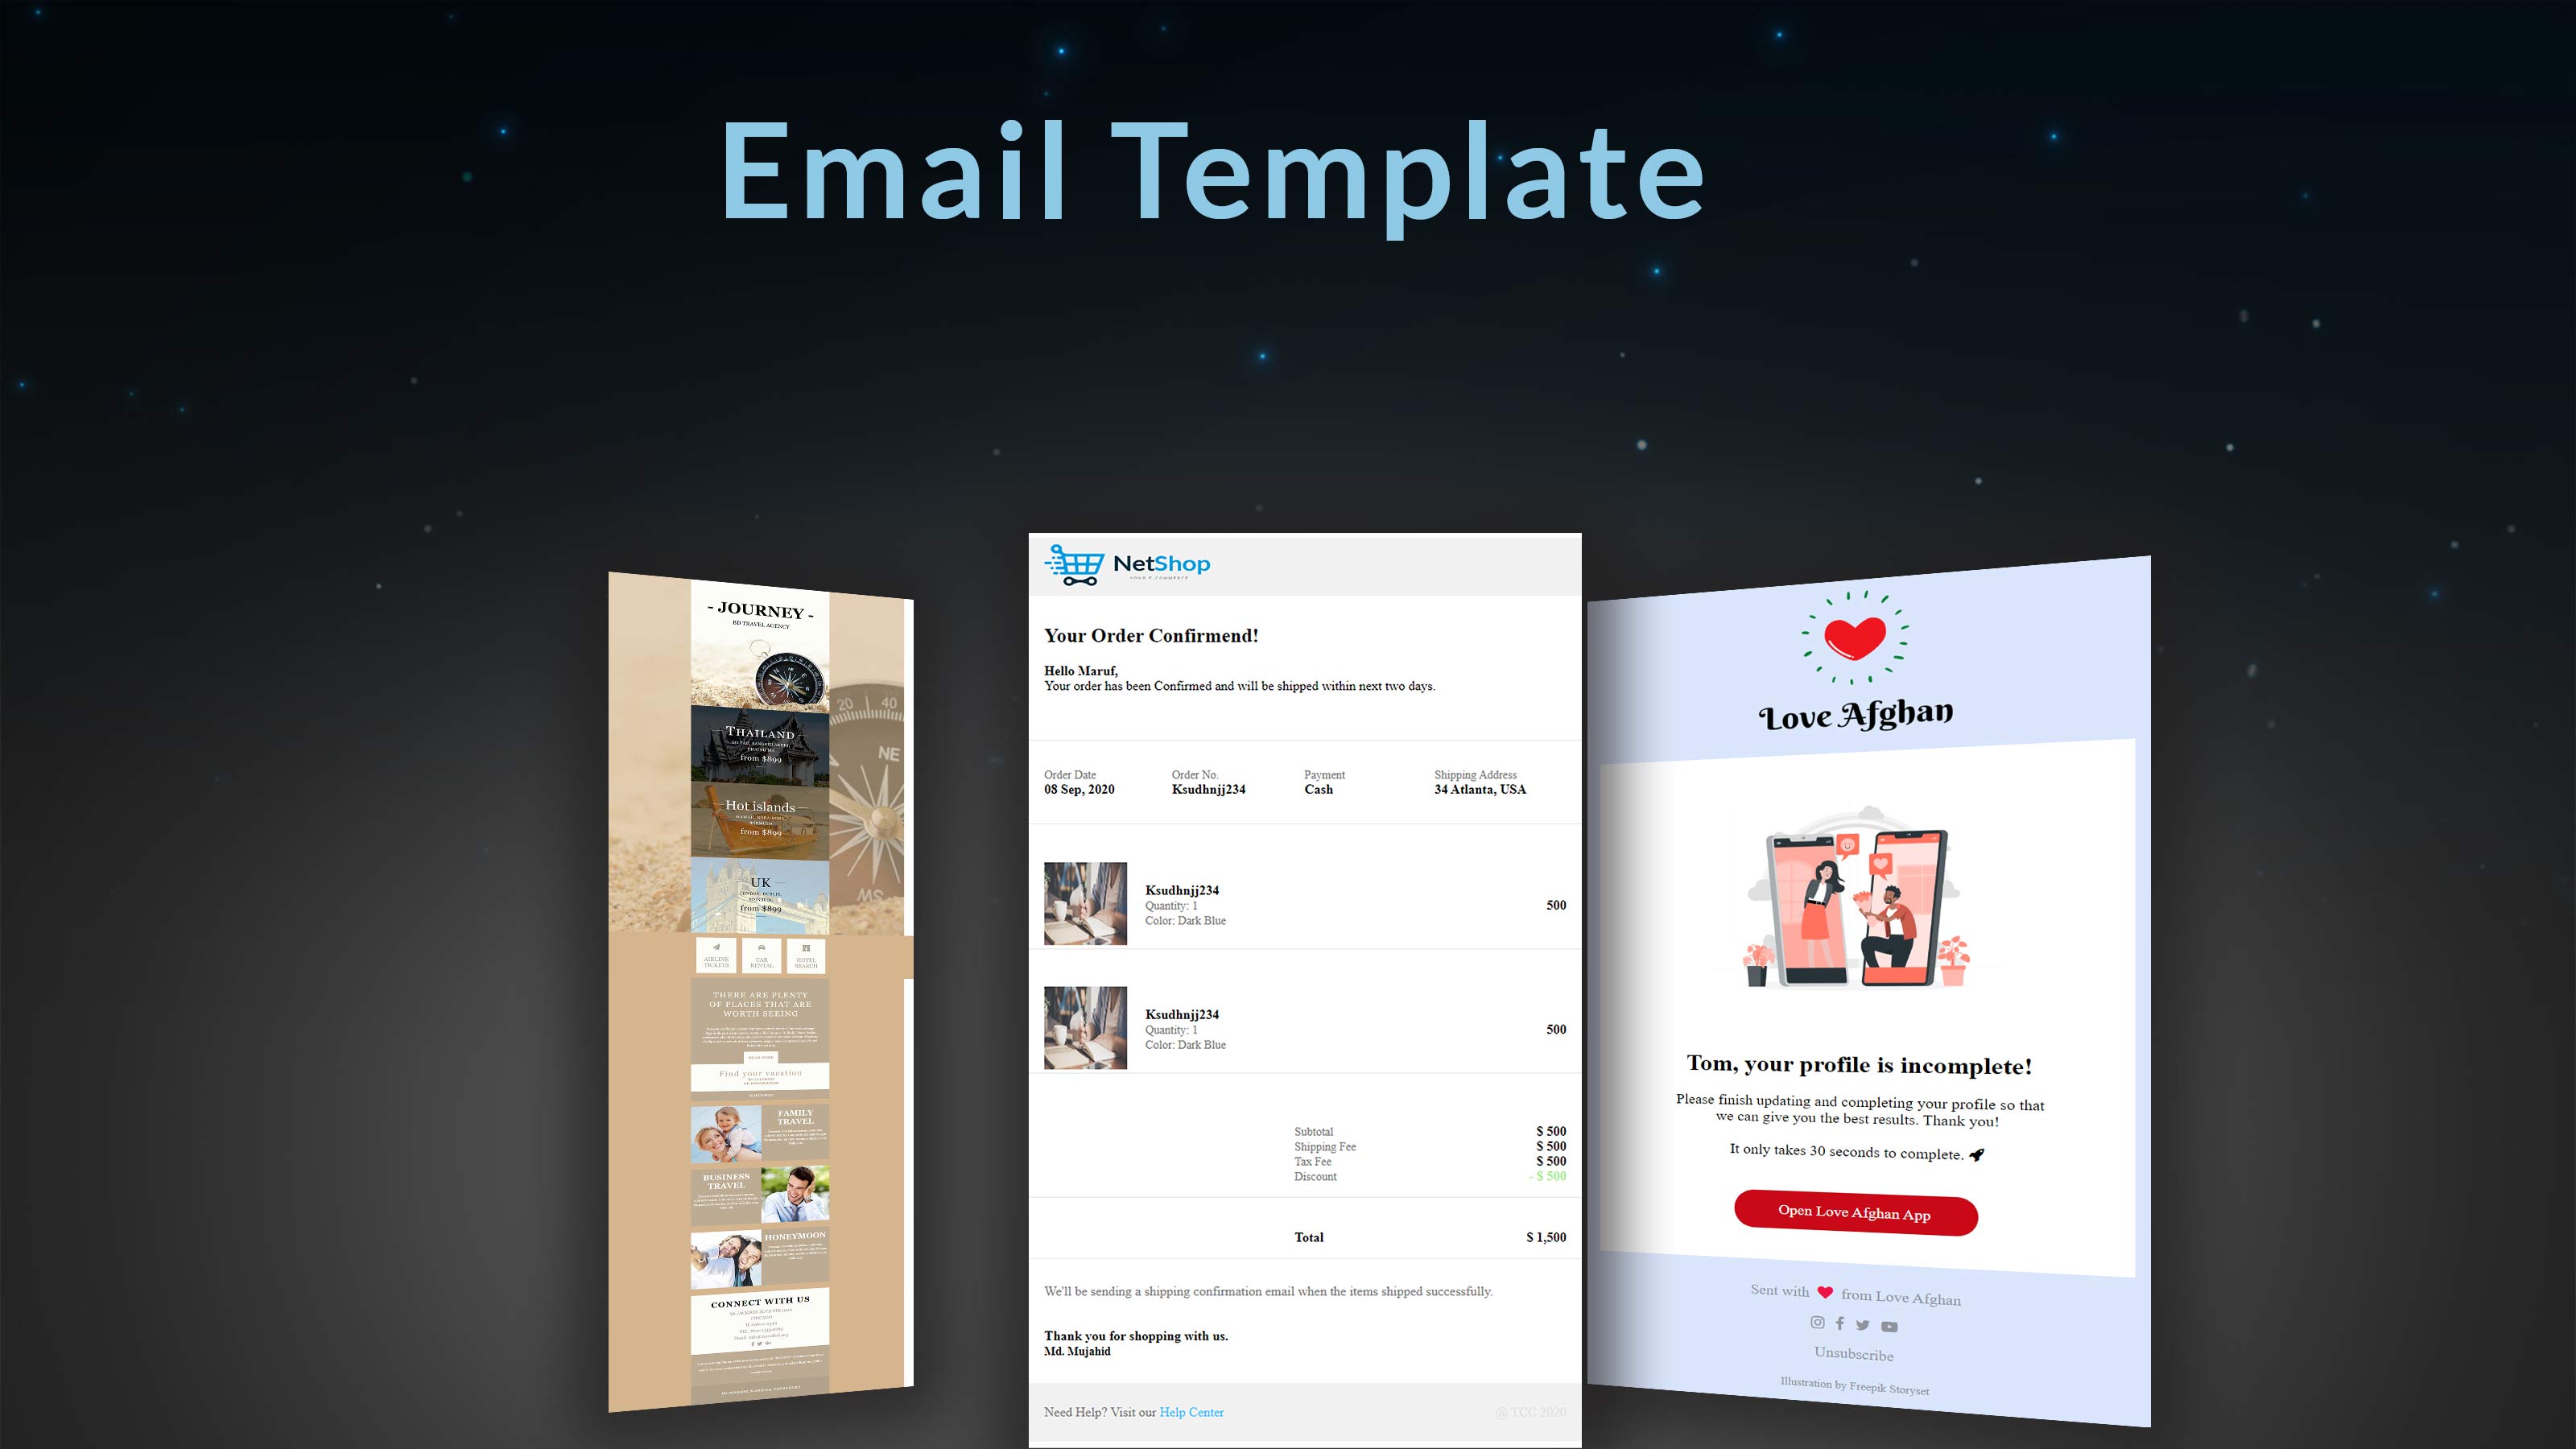 Email Template
- JOURNEY -
BD TRAVEL AGENCY
THAILAND
from $899
Hot islands
from $899
UK
from $899
AIRLINE
TICKETS
CAR
RENTAL
HOTEL
SEARCH
THERE ARE PLENTY
OF PLACES THAT ARE
WORTH SEEING
READ MORE
Find your vacation
FAMILY
TRAVEL
BUSINESS
TRAVEL
HONEYMOON
CONNECT WITH US
CHICAGO
NetShop
YOUR E-COMMERCE
Your Order Confirmend!
Hello Maruf,
Your order has been Confirmed and will be shipped within next two days.
Order Date Order No. Payment Shipping Address
08 Sep, 2020 Ksudhnjj234 Cash 34 Atlanta, USA
Ksudhnjj234
Quantity: 1 500
Color: Dark Blue
Ksudhnjj234
Quantity: 1 500
Color: Dark Blue
Subtotal $ 500
Shipping Fee $ 500
Tax Fee $ 500
Discount - $ 500
Total $ 1,500
We'll be sending a shipping confirmation email when the items shipped successfully.
Thank you for shopping with us.
Md. Mujahid
Need Help? Visit our Help Center @ TCC 2020
Love Afghan
Tom, your profile is incomplete!
Please finish updating and completing your profile so that
we can give you the best results. Thank you!
It only takes 30 seconds to complete.
Open Love Afghan App
Sent with from Love Afghan
Unsubscribe
Illustration by Freepik Storyset